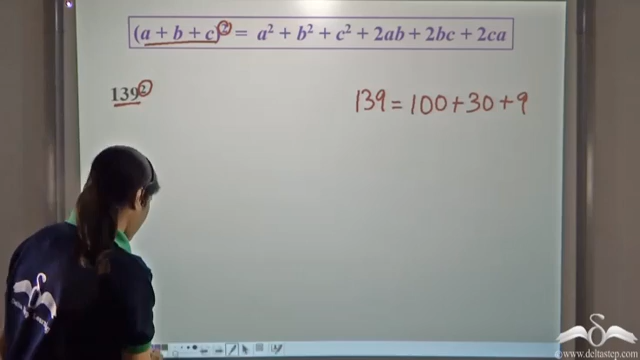 (a + b + c)² = a² + b² + c² + 2ab + 2bc + 2ca
139²
139 = 100 + 30 + 9
©www.deltastep.com